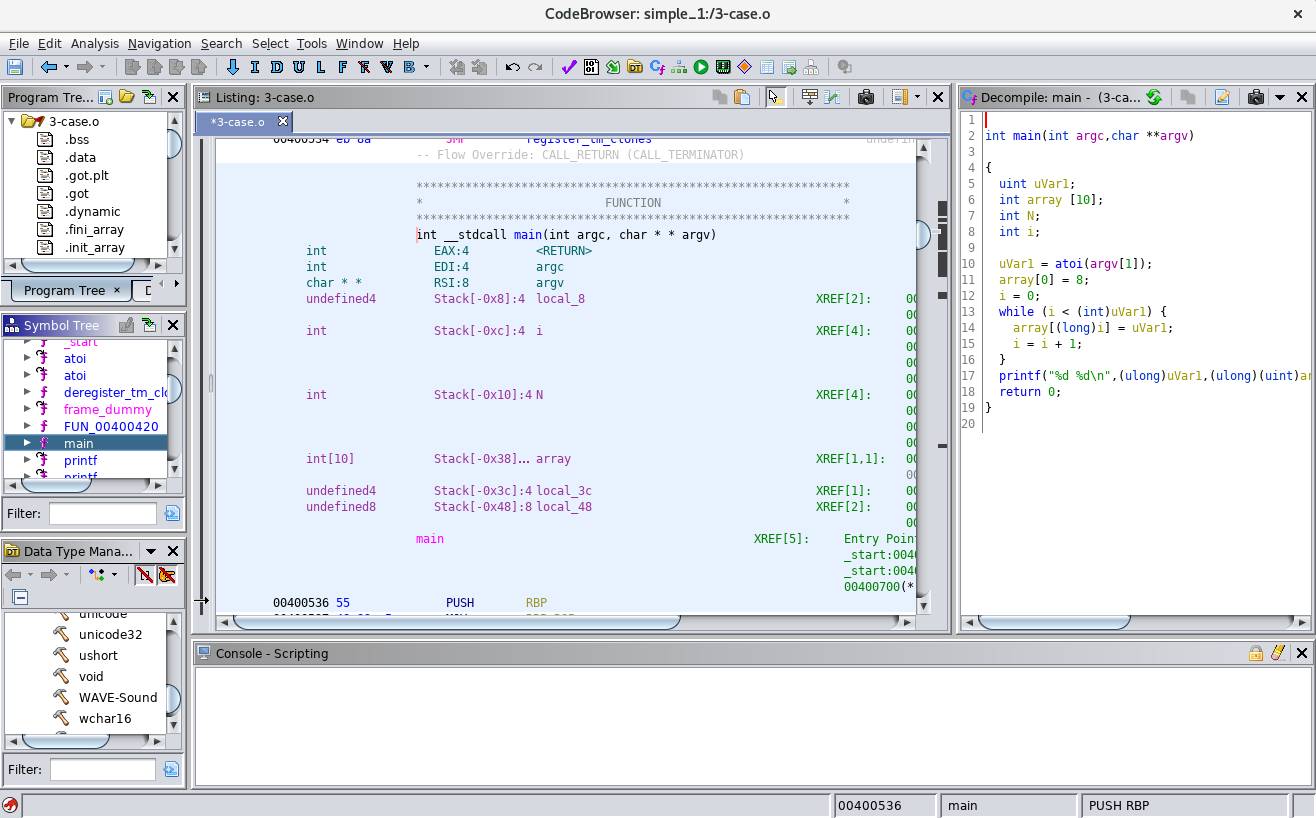 CodeBrowser: simple_1:/3-case.o
File Edit Analysis Navigation Search Select Tools Window Help
I D U L F R V B
Program Tree...
3-case.o
.bss
.data
.got.plt
.got
.dynamic
.fini_array
.init_array
Program Tree ×
Symbol Tree
_start
atoi
atoi
deregister_tm_clo
frame_dummy
FUN_00400420
main
printf
printf
Filter:
Data Type Mana...
unicode
unicode32
ushort
void
WAVE-Sound
wchar16
Filter:
Listing: 3-case.o
*3-case.o
00400534 eb 8a JMP register_tm_clones undefin
-- Flow Override: CALL_RETURN (CALL_TERMINATOR)
**************************************************************
* FUNCTION *
**************************************************************
int __stdcall main(int argc, char * * argv)
int EAX:4 <RETURN>
int EDI:4 argc
char * * RSI:8 argv
undefined4 Stack[-0x8]:4 local_8 XREF[2]: 00
00
int Stack[-0xc]:4 i XREF[4]: 00
00
00
00
int Stack[-0x10]:4 N XREF[4]: 00
00
00
00
int[10] Stack[-0x38]... array XREF[1,1]: 00
00
undefined4 Stack[-0x3c]:4 local_3c XREF[1]: 00
undefined8 Stack[-0x48]:8 local_48 XREF[2]: 00
00
main XREF[5]: Entry Poin
_start:004
_start:004
00400700(*
00400536 55 PUSH RBP
Decompile: main - (3-ca...
1
2 int main(int argc,char **argv)
3
4 {
5 uint uVar1;
6 int array [10];
7 int N;
8 int i;
9
10 uVar1 = atoi(argv[1]);
11 array[0] = 8;
12 i = 0;
13 while (i < (int)uVar1) {
14 array[(long)i] = uVar1;
15 i = i + 1;
16 }
17 printf("%d %d\n",(ulong)uVar1,(ulong)(uint)ar
18 return 0;
19 }
20
Console - Scripting
00400536 main PUSH RBP